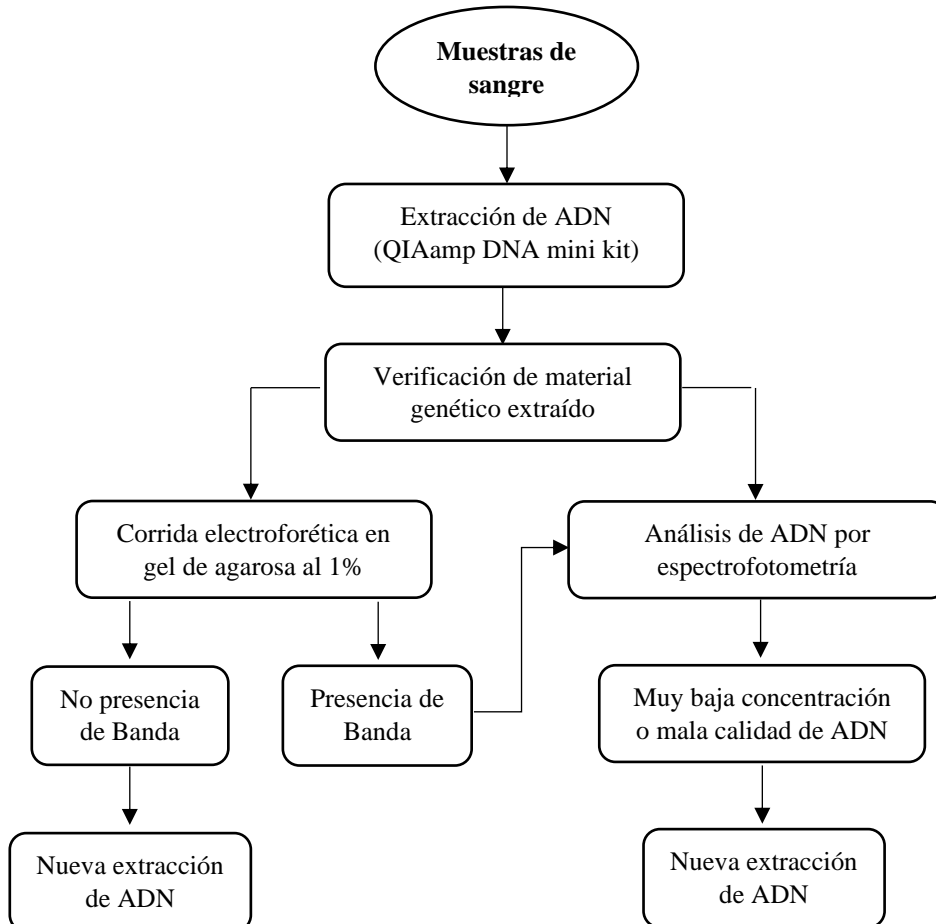 Muestras de
sangre
Extracción de ADN
(QIAamp DNA mini kit)
Verificación de material
genético extraído
Corrida electroforética en
gel de agarosa al 1%
Análisis de ADN por
espectrofotometría
No presencia
de Banda
Presencia de
Banda
Muy baja concentración
o mala calidad de ADN
Nueva extracción
de ADN
Nueva extracción
de ADN